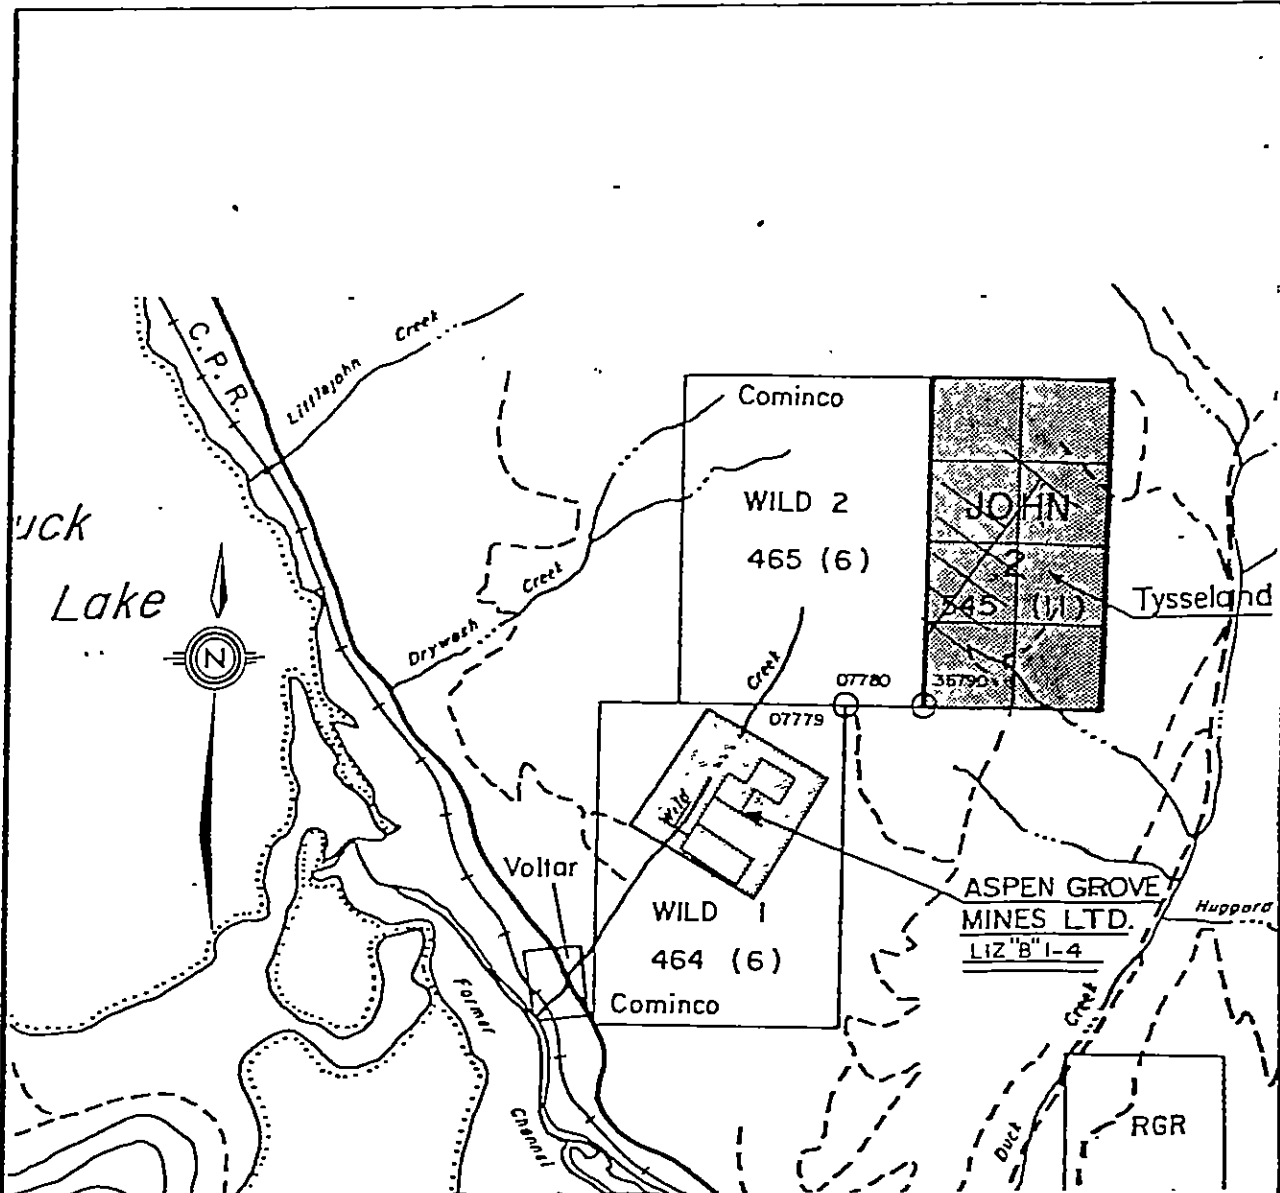 C. P. R.
Littlejohn Creek
Cominco
WILD 2
465 (6)
JOHN
2
545 (11)
Tysseland
uck
Lake
N
Drywash Creek
Creek
07780
36790
07779
Wild
Voltar
WILD 1
464 (6)
Cominco
ASPEN GROVE
MINES LTD.
LIZ "B" 1-4
Huggard
Former
Channel
Creek
Duck
RGR